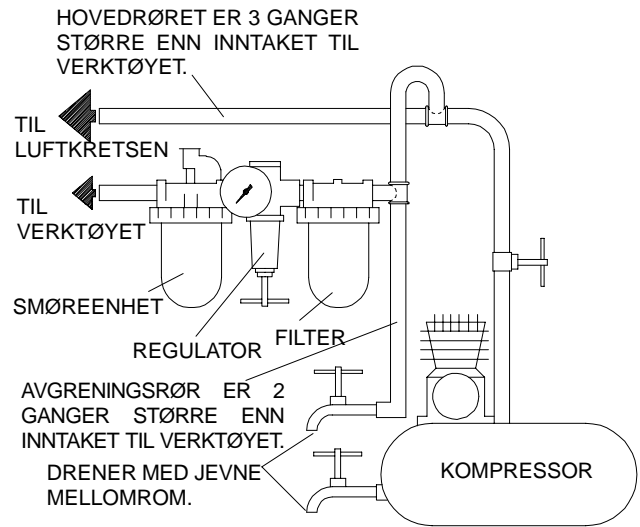 HOVEDRØRET ER 3 GANGER
STØRRE ENN INNTAKET TIL
VERKTØYET.
TIL
LUFTKRETSEN
TIL
VERKTØYET
SMØREENHET
REGULATOR
FILTER
AVGRENINGSRØR ER 2
GANGER STØRRE ENN
INNTAKET TIL VERKTØYET.
DRENER MED JEVNE
MELLOMROM.
KOMPRESSOR